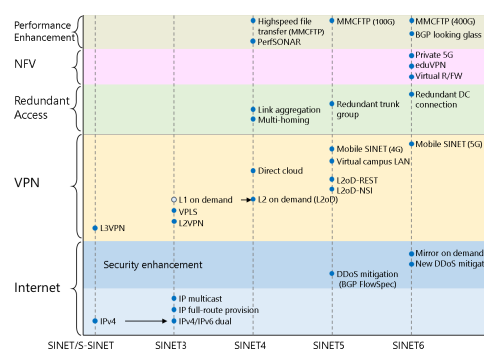 Performance
Enhancement
Highspeed file
transfer (MMCFTP)
PerfSONAR
MMCFTP (100G)
MMCFTP (400G)
BGP looking glass
NFV
Private 5G
eduVPN
Virtual R/FW
Redundant
Access
Link aggregation
Multi-homing
Redundant trunk
group
Redundant DC
connection
VPN
Mobile SINET (4G)
Virtual campus LAN
Mobile SINET (5G)
Direct cloud
L2oD-REST
L2oD-NSI
L1 on demand
L2 on demand (L2oD)
VPLS
L2VPN
L3VPN
Internet
Security enhancement
Mirror on demand
New DDoS mitigat
DDoS mitigation
(BGP FlowSpec)
IP multicast
IP full-route provision
IPv4
IPv4/IPv6 dual
SINET/S-SINET
SINET3
SINET4
SINET5
SINET6